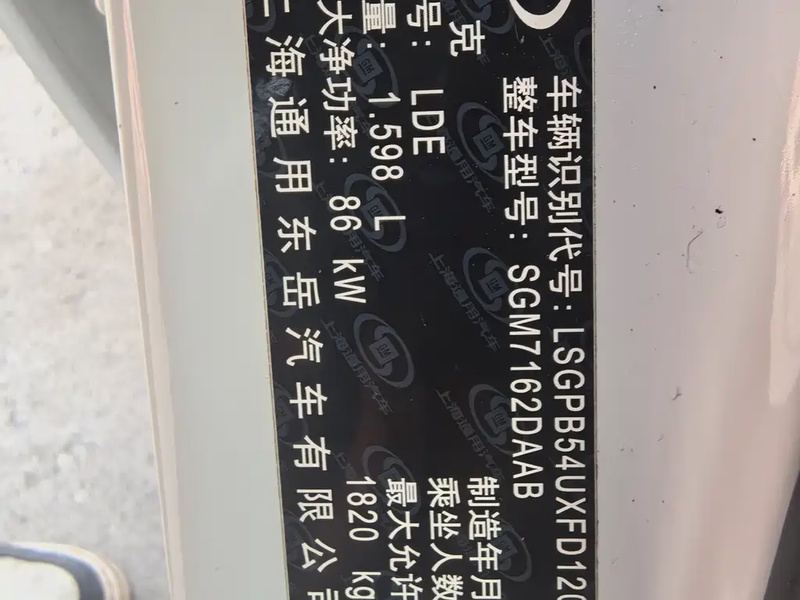 克
车辆识别代号: LSGPB54UXFD120
整车型号: SGM7162DAAB
号: LDE
制造年月
量: 1.598 L
乘坐人数
大净功率: 86 kW
最大允许
1820 kg
海通用东岳汽车有限公司